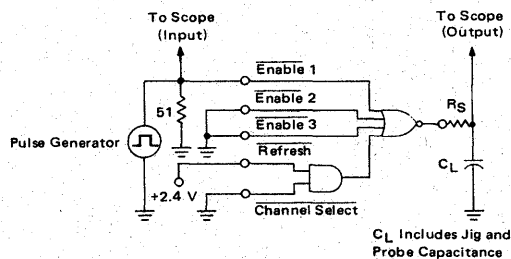 To Scope
(Input)
To Scope
(Output)
51
Enable 1
Enable 2
Enable 3
Refresh
Channel Select
Pulse Generator
+2.4 V
RS
CL
CL Includes Jig and
Probe Capacitance